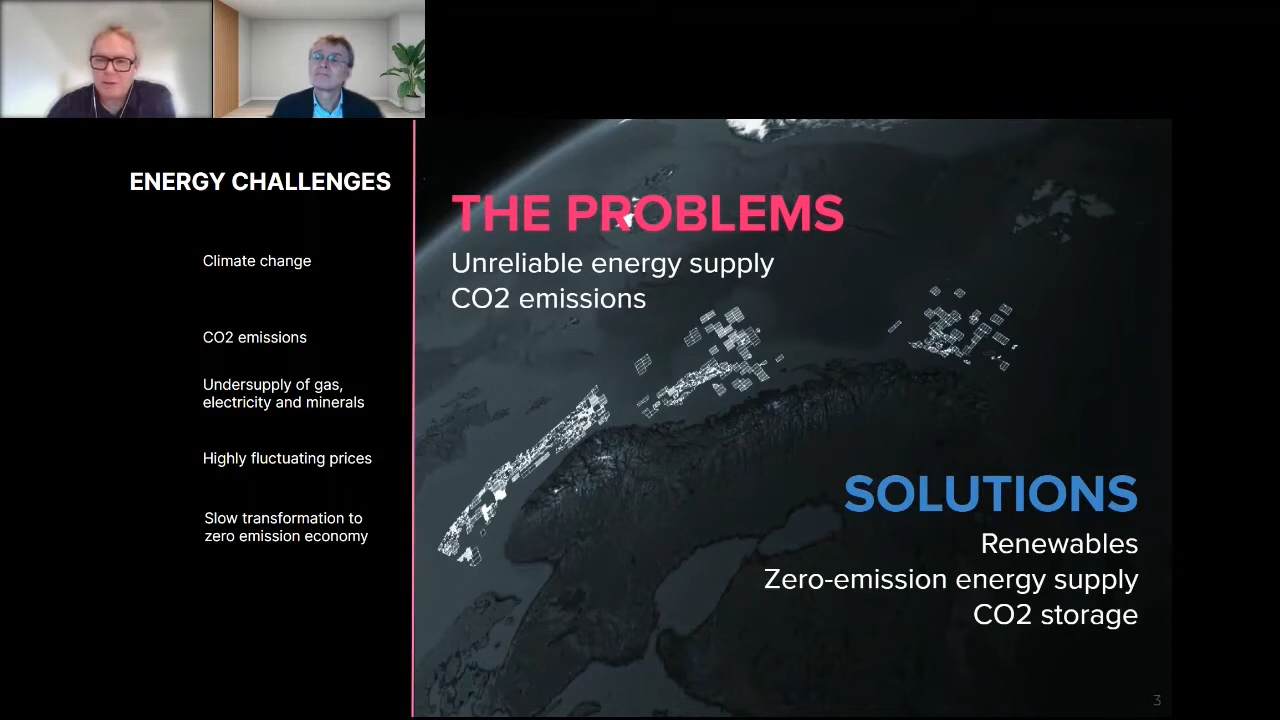 ENERGY CHALLENGES
Climate change
CO2 emissions
Undersupply of gas,
electricity and minerals
Highly fluctuating prices
Slow transformation to
zero emission economy
THE PROBLEMS
Unreliable energy supply
CO2 emissions
SOLUTIONS
Renewables
Zero-emission energy supply
CO2 storage
3